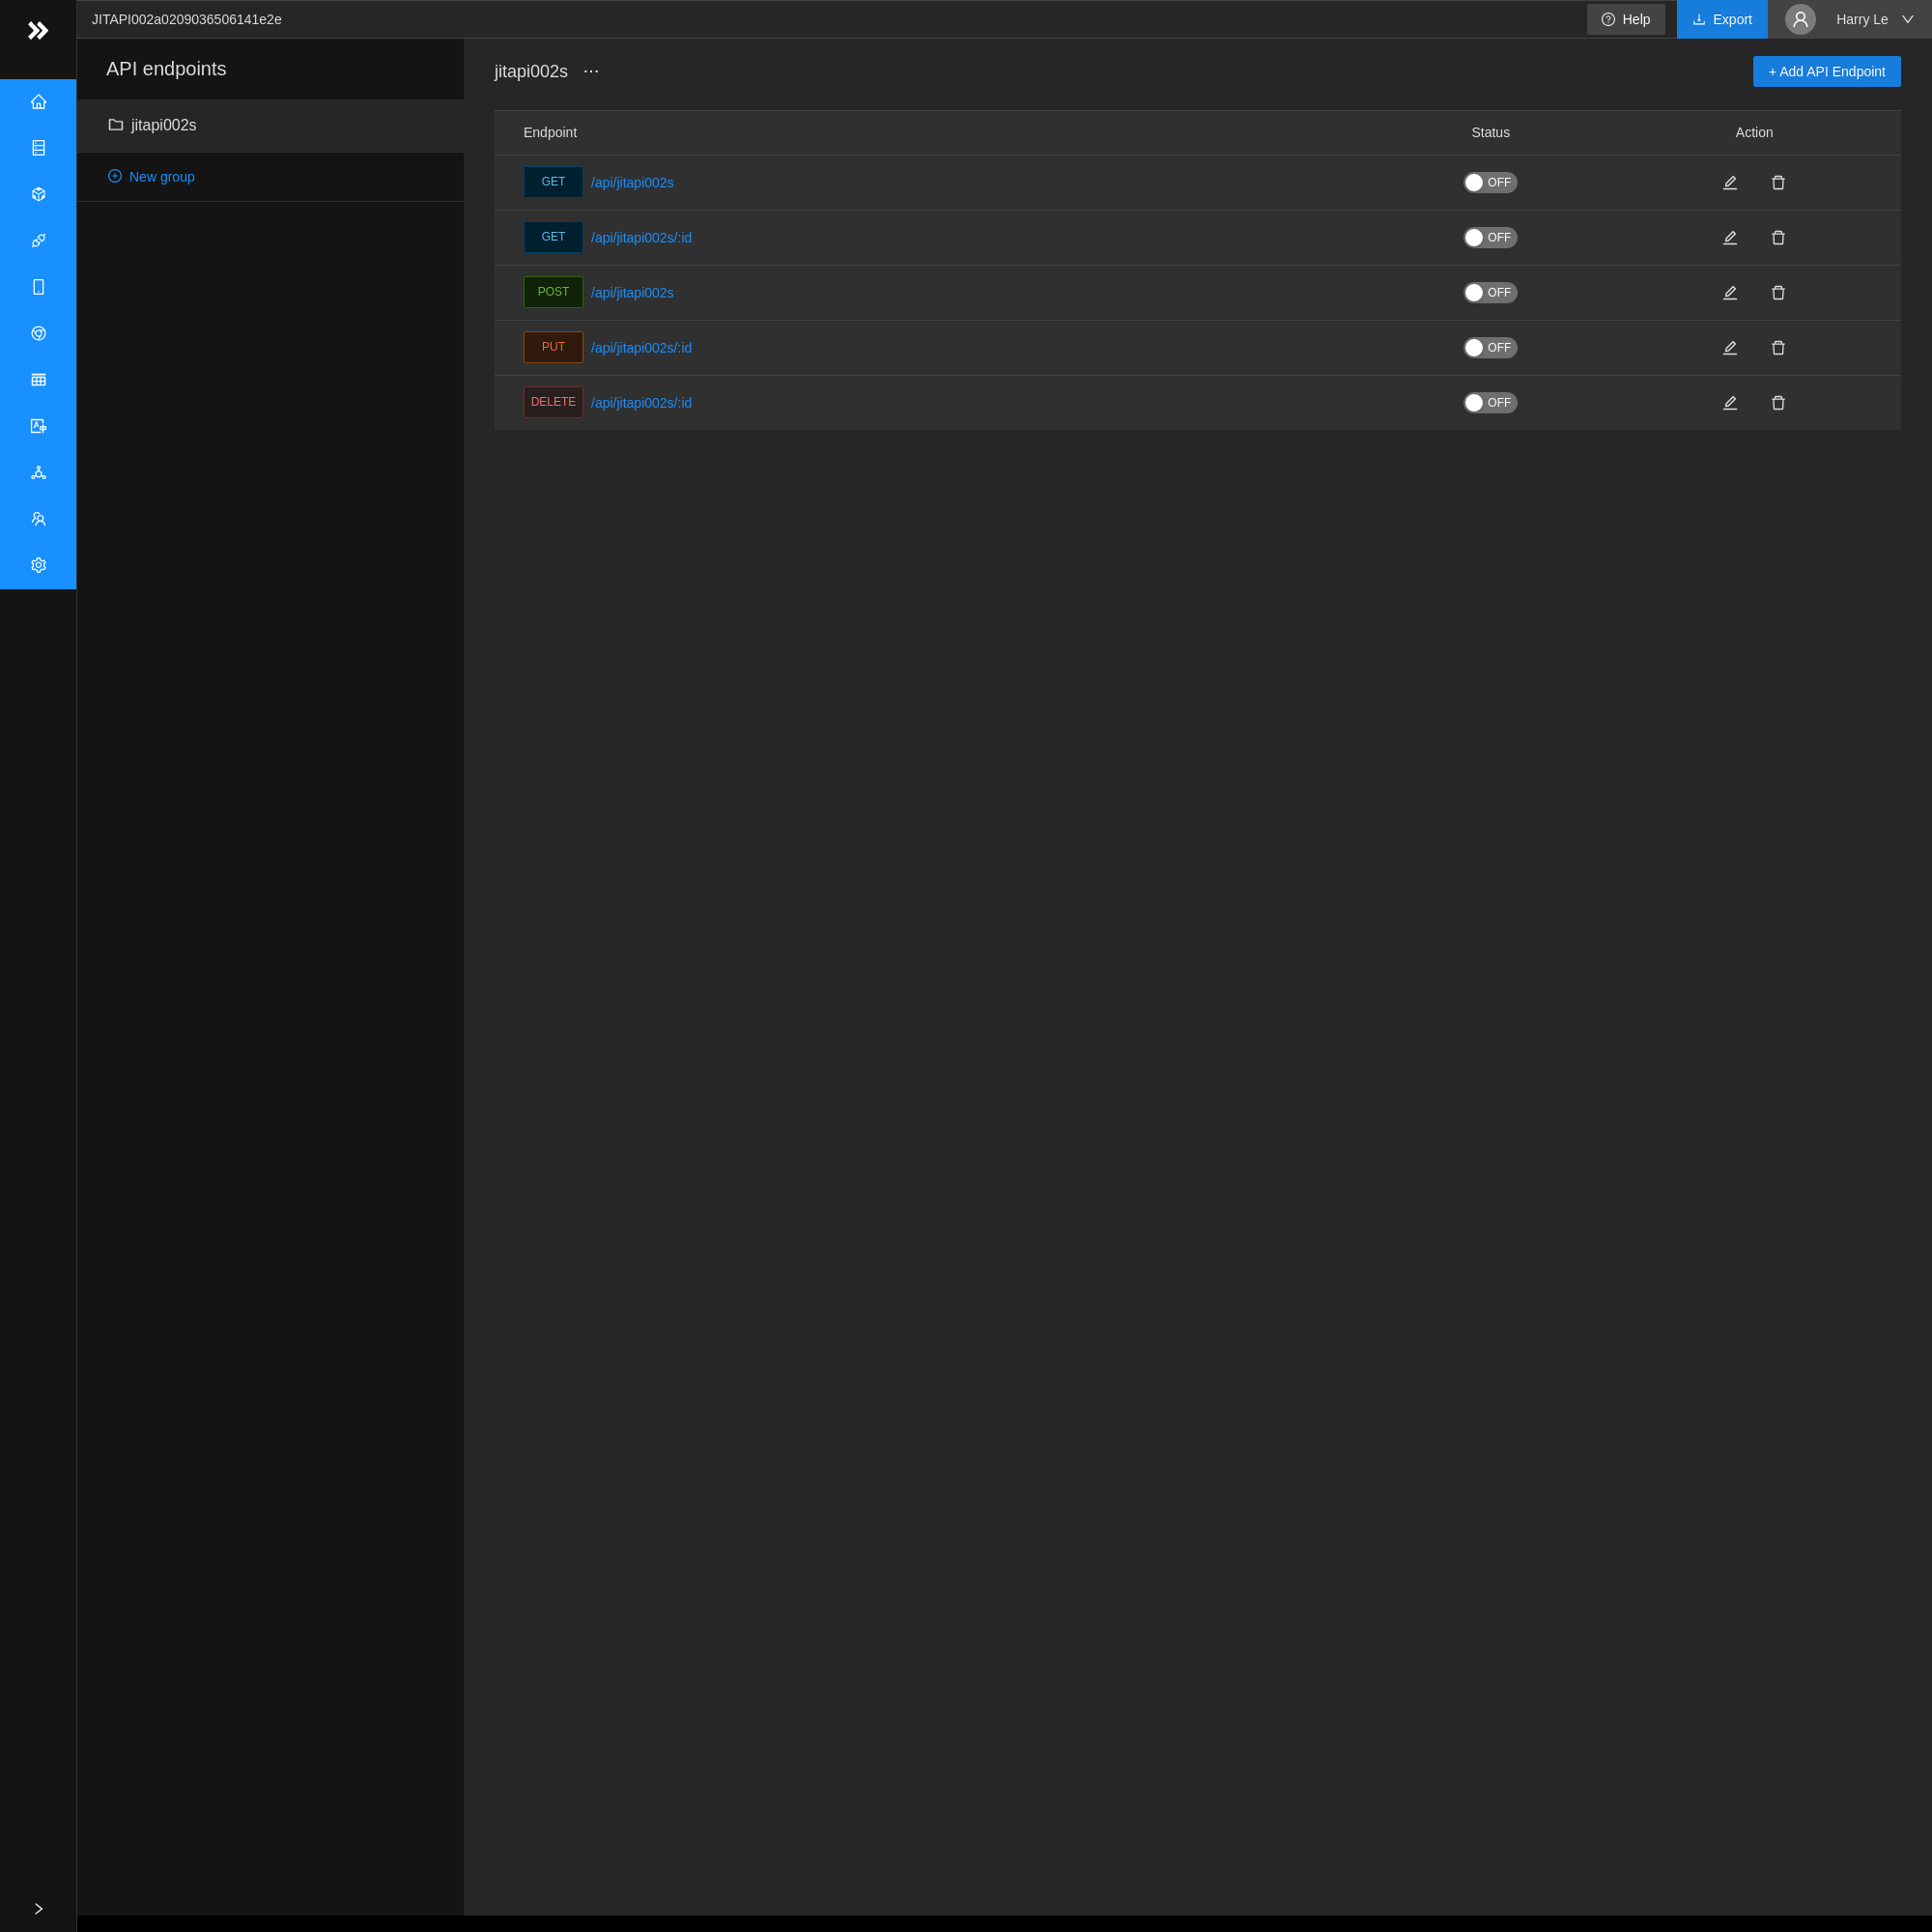 JITAPI002a0209036506141e2e
Help
Export
Harry Le
API endpoints
jitapi002s
New group
jitapi002s ···
+ Add API Endpoint
Endpoint Status Action
GET /api/jitapi002s OFF
GET /api/jitapi002s/:id OFF
POST /api/jitapi002s OFF
PUT /api/jitapi002s/:id OFF
DELETE /api/jitapi002s/:id OFF